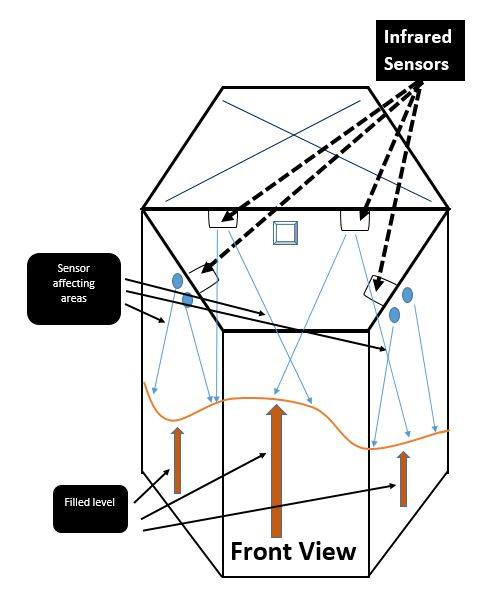 Infrared
Sensors
Sensor
affecting
areas
Filled level
Front View